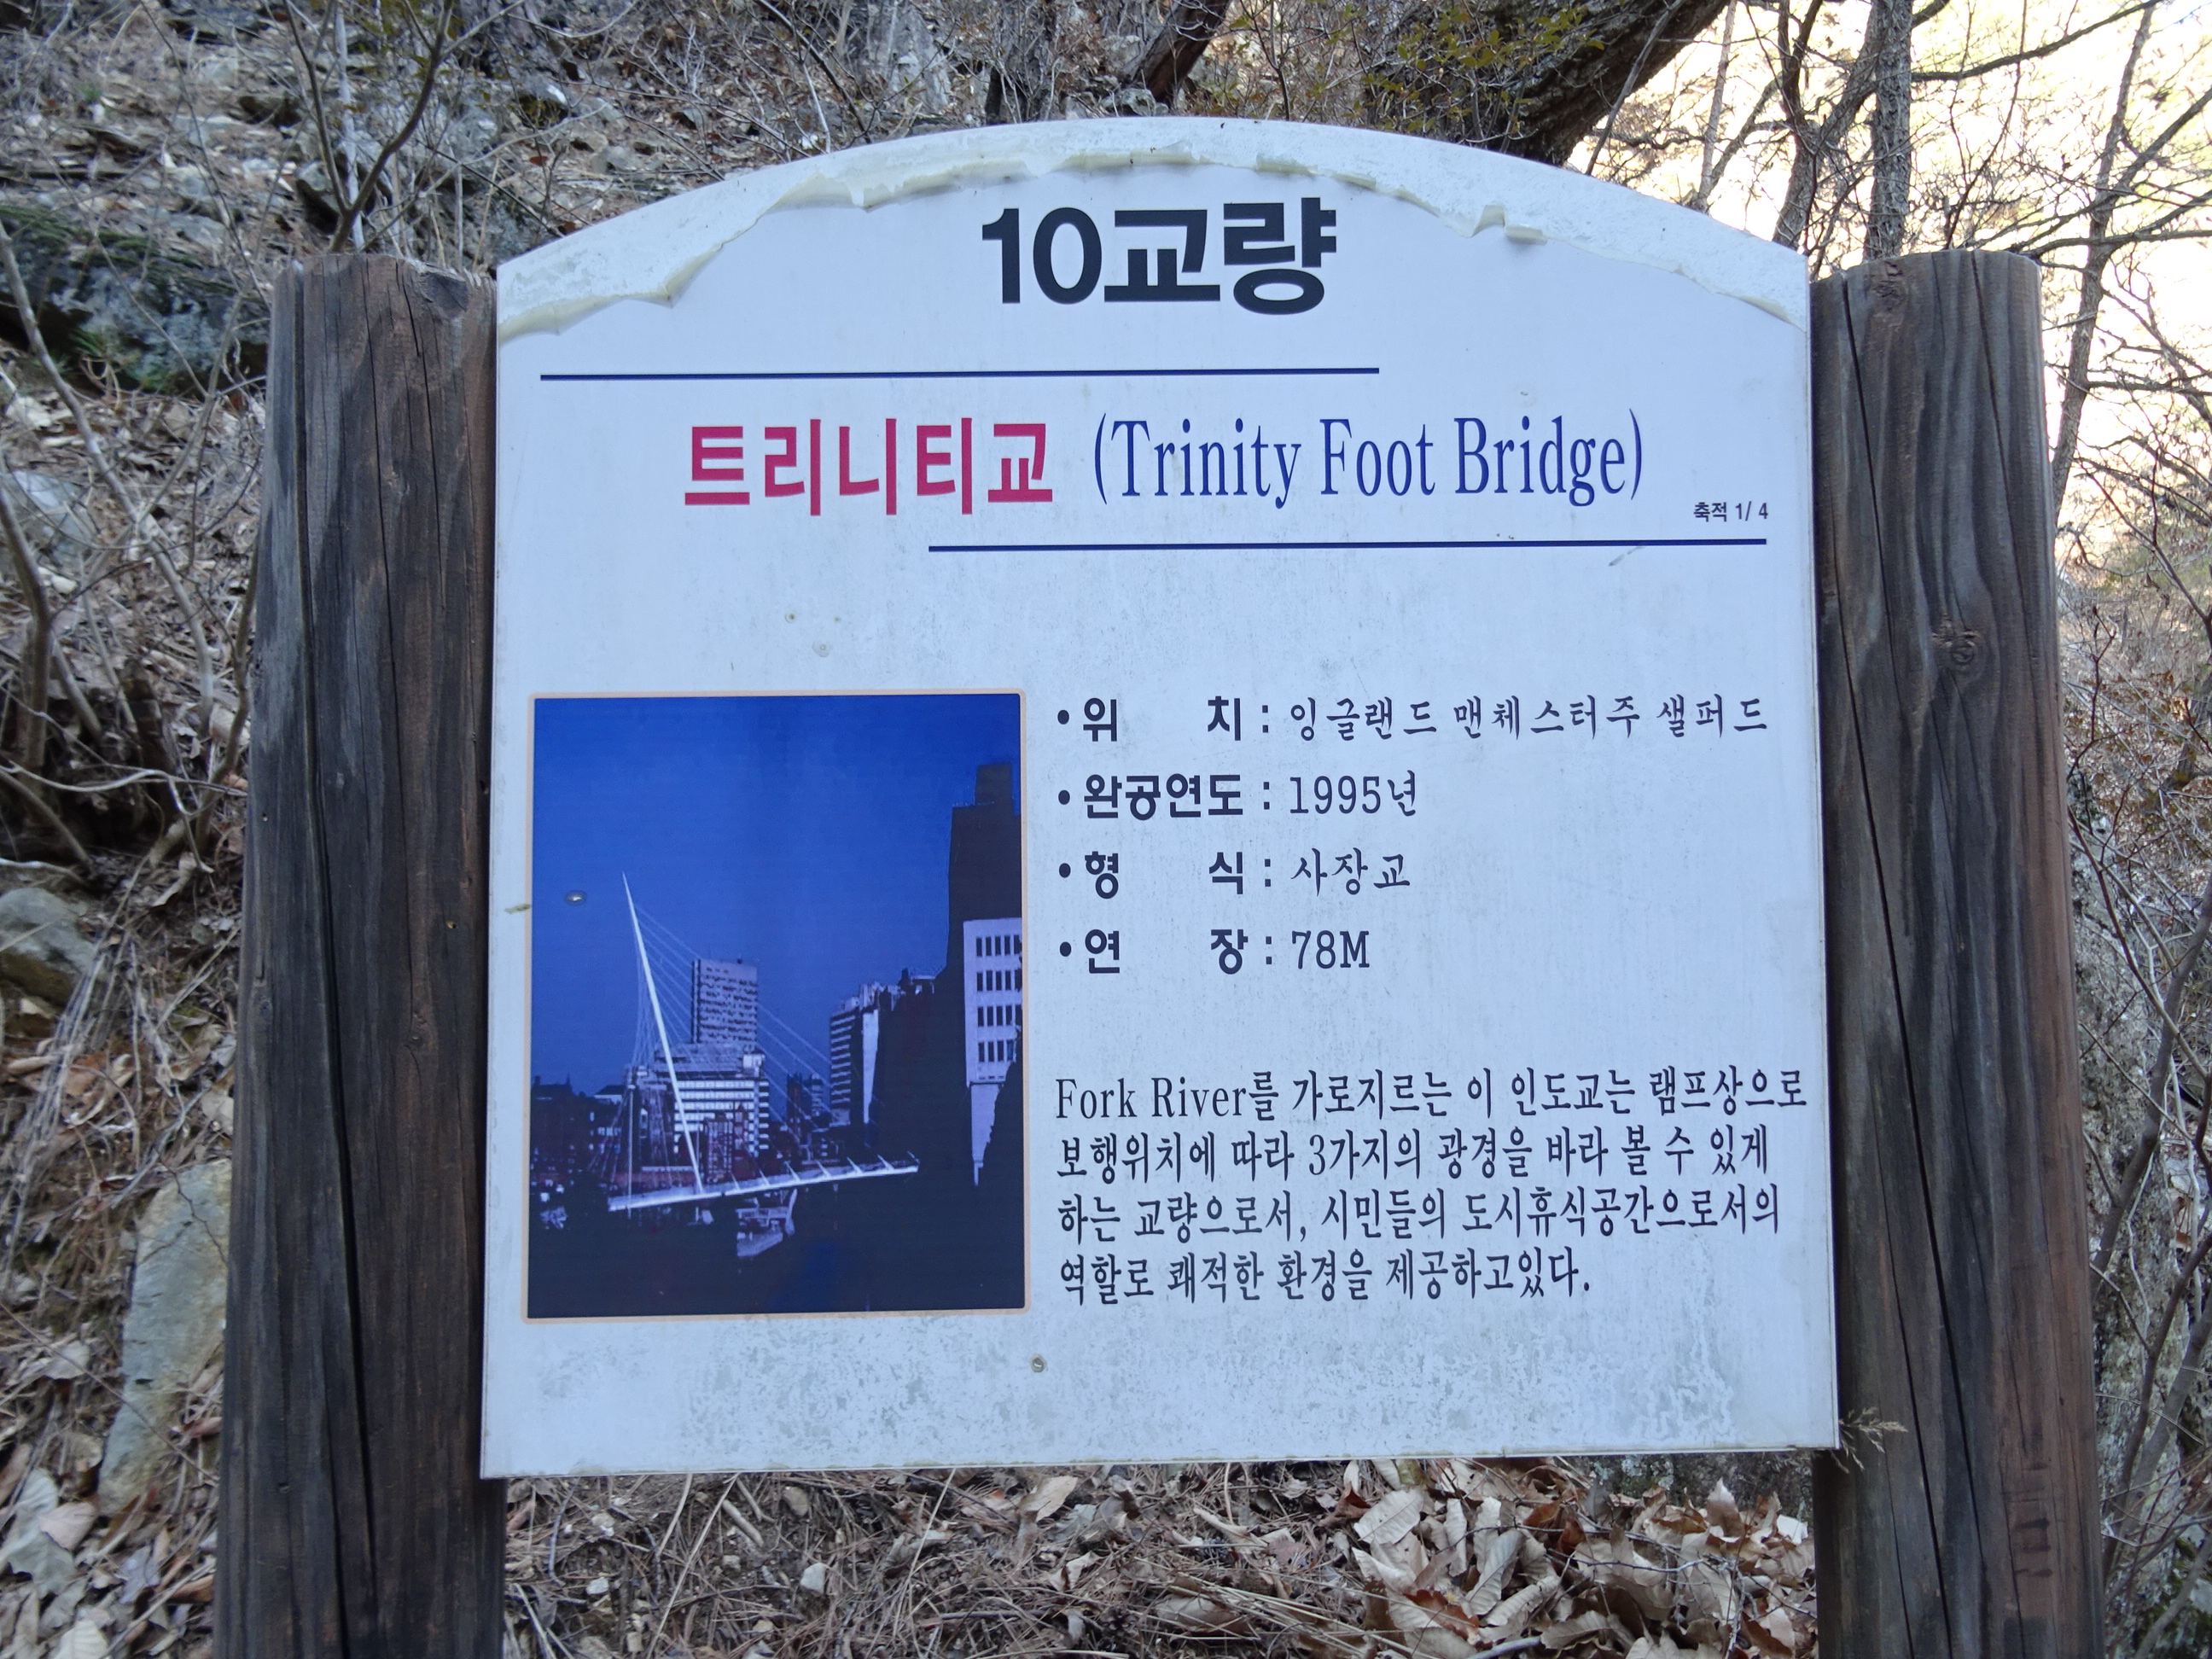 10교량
트리니티교 (Trinity Foot Bridge)
축적 1/ 4
• 위 치 : 잉글랜드 맨체스터주 샐퍼드
• 완공연도 : 1995년
• 형 식 : 사장교
• 연 장 : 78M
Fork River를 가로지르는 이 인도교는 램프상으로
보행위치에 따라 3가지의 광경을 바라 볼 수 있게
하는 교량으로서, 시민들의 도시휴식공간으로서의
역할로 쾌적한 환경을 제공하고있다.